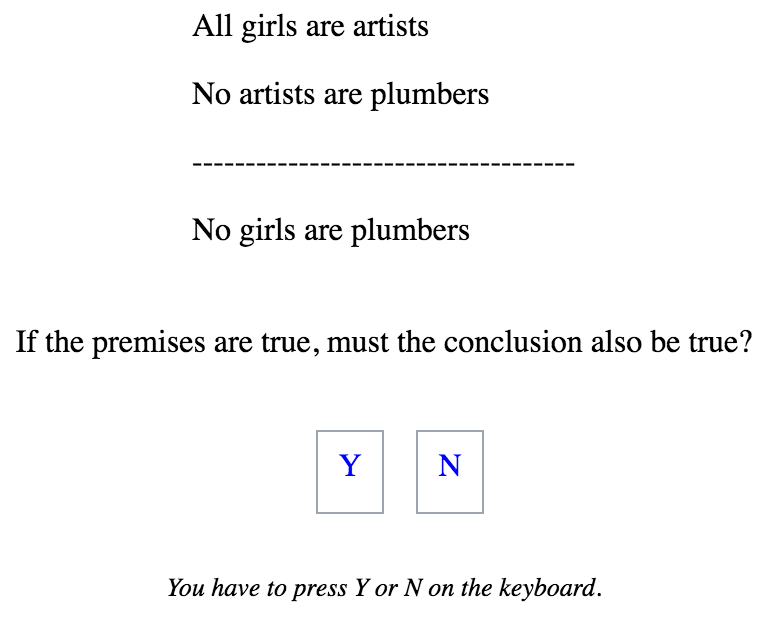 All girls are artists
No artists are plumbers
------------------------------------
No girls are plumbers
If the premises are true, must the conclusion also be true?
Y N
You have to press Y or N on the keyboard.